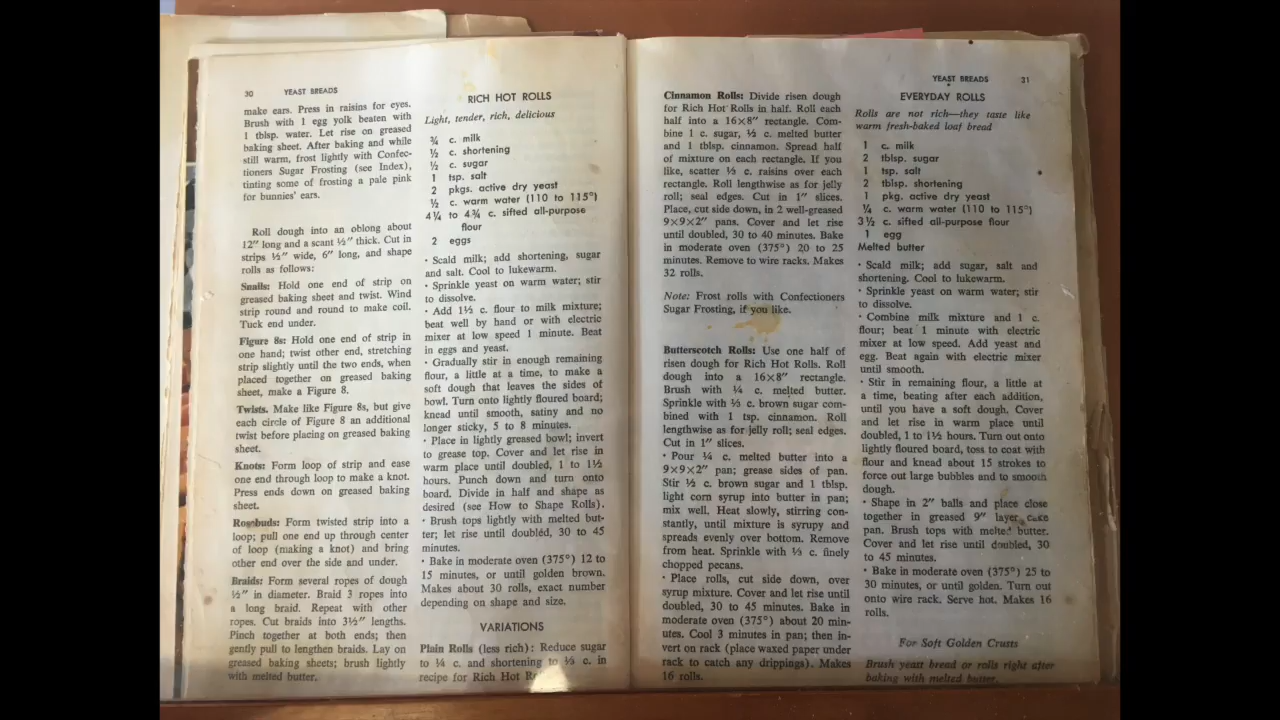 30 YEAST BREADS
make ears. Press in raisins for eyes.
Brush with 1 egg yolk beaten with
1 tblsp. water. Let rise on greased
baking sheet. After baking and while
still warm, frost lightly with Confec-
tioners Sugar Frosting (see Index),
tinting some of frosting a pale pink
for bunnies' ears.
Roll dough into an oblong about
12" long and a scant ½" thick. Cut in
strips ½" wide, 6" long, and shape
rolls as follows:
Snails: Hold one end of strip on
greased baking sheet and twist. Wind
strip round and round to make coil.
Tuck end under.
Figure 8s: Hold one end of strip in
one hand; twist other end, stretching
strip slightly until the two ends, when
placed together on greased baking
sheet, make a Figure 8.
Twists. Make like Figure 8s, but give
each circle of Figure 8 an additional
twist before placing on greased baking
sheet.
Knots: Form loop of strip and ease
one end through loop to make a knot.
Press ends down on greased baking
sheet.
Rosebuds: Form twisted strip into a
loop; pull one end up through center
of loop (making a knot) and bring
other end over the side and under.
Braids: Form several ropes of dough
½" in diameter. Braid 3 ropes into
a long braid. Repeat with other
ropes. Cut braids into 3½" lengths.
Pinch together at both ends; then
gently pull to lengthen braids. Lay on
greased baking sheets; brush lightly
with melted butter.
RICH HOT ROLLS
Light, tender, rich, delicious
¾ c. milk
½ c. shortening
½ c. sugar
1 tsp. salt
2 pkgs. active dry yeast
½ c. warm water (110 to 115°)
4¼ to 4¾ c. sifted all-purpose
flour
2 eggs
• Scald milk; add shortening, sugar
and salt. Cool to lukewarm.
• Sprinkle yeast on warm water; stir
to dissolve.
• Add 1½ c. flour to milk mixture;
beat well by hand or with electric
mixer at low speed 1 minute. Beat
in eggs and yeast.
• Gradually stir in enough remaining
flour, a little at a time, to make a
soft dough that leaves the sides of
bowl. Turn onto lightly floured board;
knead until smooth, satiny and no
longer sticky, 5 to 8 minutes.
• Place in lightly greased bowl; invert
to grease top. Cover and let rise in
warm place until doubled, 1 to 1½
hours. Punch down and turn onto
board. Divide in half and shape as
desired (see How to Shape Rolls).
• Brush tops lightly with melted but-
ter; let rise until doubled, 30 to 45
minutes.
• Bake in moderate oven (375°) 12 to
15 minutes, or until golden brown.
Makes about 30 rolls, exact number
depending on shape and size.
VARIATIONS
Plain Rolls (less rich): Reduce sugar
to ¼ c. and shortening to ⅓ c. in
recipe for Rich Hot
YEAST BREADS 31
Cinnamon Rolls: Divide risen dough
for Rich Hot Rolls in half. Roll each
half into a 16×8" rectangle. Com-
bine 1 c. sugar, ½ c. melted butter
and 1 tblsp. cinnamon. Spread half
of mixture on each rectangle. If you
like, scatter ⅓ c. raisins over each
rectangle. Roll lengthwise as for jelly
roll; seal edges. Cut in 1" slices.
Place, cut side down, in 2 well-greased
9×9×2" pans. Cover and let rise
until doubled, 30 to 40 minutes. Bake
in moderate oven (375°) 20 to 25
minutes. Remove to wire racks. Makes
32 rolls.
Note: Frost rolls with Confectioners
Sugar Frosting, if you like.
Butterscotch Rolls: Use one half of
risen dough for Rich Hot Rolls. Roll
dough into a 16×8" rectangle.
Brush with ¼ c. melted butter.
Sprinkle with ⅓ c. brown sugar com-
bined with 1 tsp. cinnamon. Roll
lengthwise as for jelly roll; seal edges.
Cut in 1" slices.
• Pour ¼ c. melted butter into a
9×9×2" pan; grease sides of pan.
Stir ½ c. brown sugar and 1 tblsp.
light corn syrup into butter in pan;
mix well. Heat slowly, stirring con-
stantly, until mixture is syrupy and
spreads evenly over bottom. Remove
from heat. Sprinkle with ⅓ c. finely
chopped pecans.
• Place rolls, cut side down, over
syrup mixture. Cover and let rise until
doubled, 30 to 45 minutes. Bake in
moderate oven (375°) about 20 min-
utes. Cool 3 minutes in pan; then in-
vert on rack (place waxed paper under
rack to catch any drippings). Makes
16 rolls.
EVERYDAY ROLLS
Rolls are not rich—they taste like
warm fresh-baked loaf bread
1 c. milk
2 tblsp. sugar
1 tsp. salt
2 tblsp. shortening
1 pkg. active dry yeast
¼ c. warm water (110 to 115°)
3½ c. sifted all-purpose flour
1 egg
Melted butter
• Scald milk; add sugar, salt and
shortening. Cool to lukewarm.
• Sprinkle yeast on warm water; stir
to dissolve.
• Combine milk mixture and 1 c.
flour; beat 1 minute with electric
mixer at low speed. Add yeast and
egg. Beat again with electric mixer
until smooth.
• Stir in remaining flour, a little at
a time, beating after each addition,
until you have a soft dough. Cover
and let rise in warm place until
doubled, 1 to 1½ hours. Turn out onto
lightly floured board, toss to coat with
flour and knead about 15 strokes to
force out large bubbles and to smooth
dough.
• Shape in 2" balls and place close
together in greased 9" layer cake
pan. Brush tops with melted butter.
Cover and let rise until doubled, 30
to 45 minutes.
• Bake in moderate oven (375°) 25 to
30 minutes, or until golden. Turn out
onto wire rack. Serve hot. Makes 16
rolls.
For Soft Golden Crusts
Brush yeast bread or rolls right after
baking with melted butter.